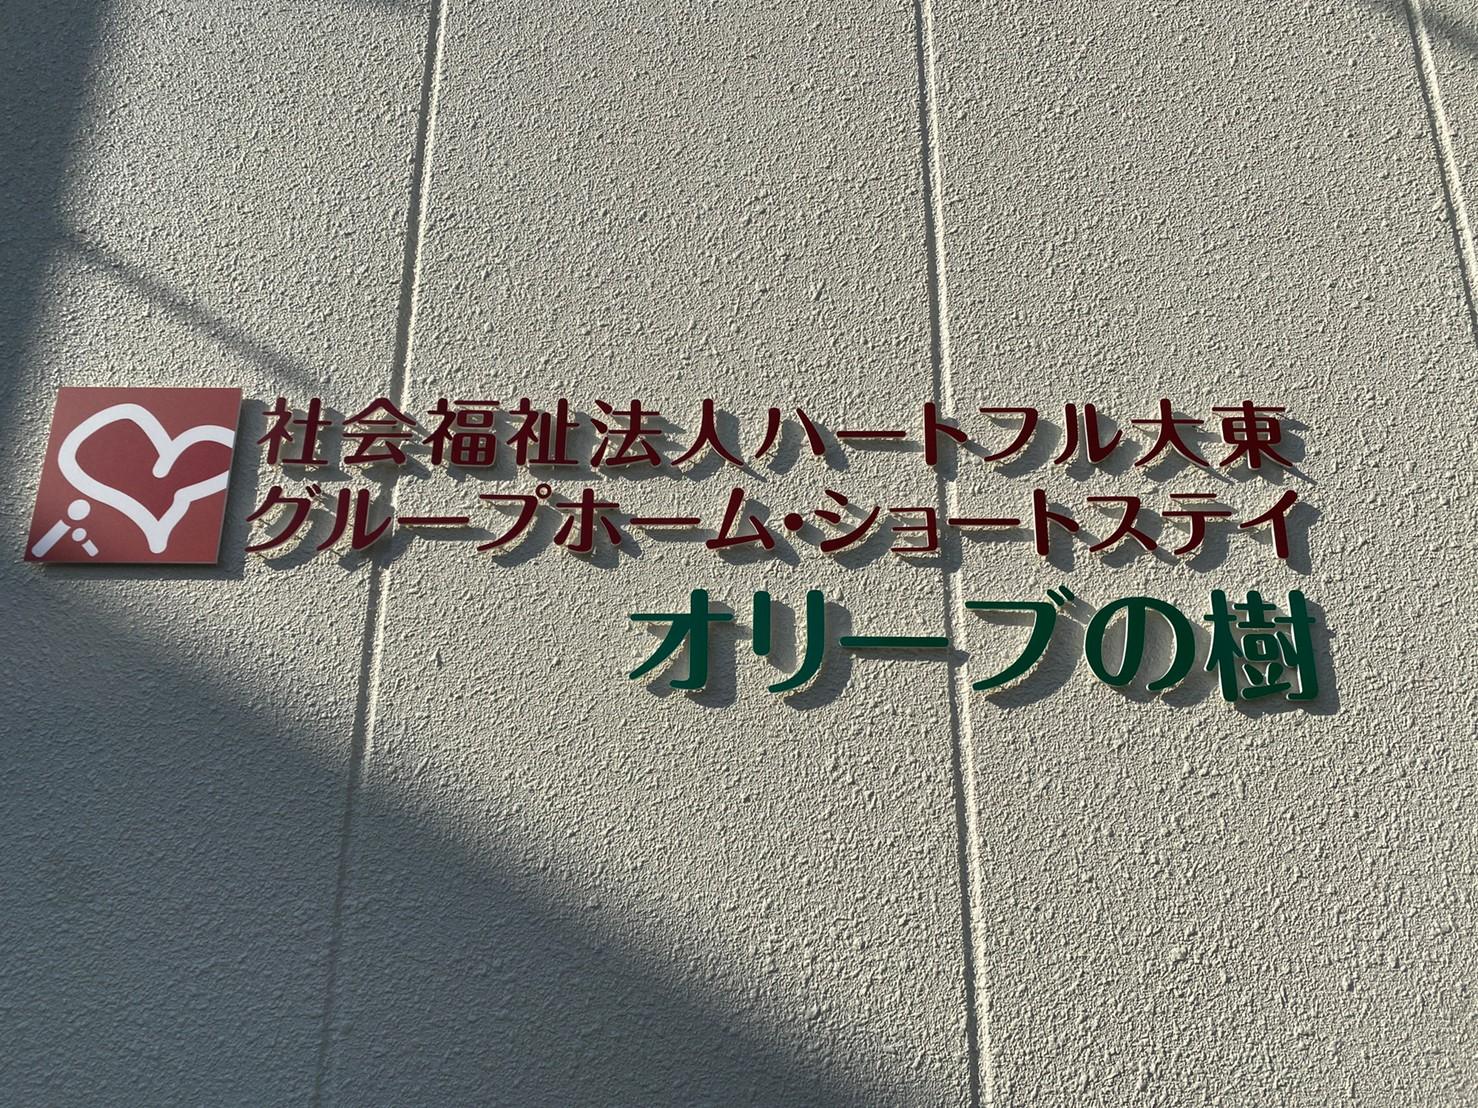 社会福祉法人ハートフル大東
グループホーム・ショートステイ
オリーブの樹